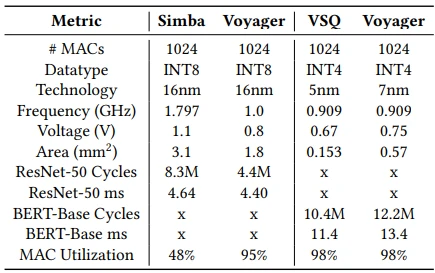 Metric Simba Voyager VSQ Voyager
# MACs 1024 1024 1024 1024
Datatype INT8 INT8 INT4 INT4
Technology 16nm 16nm 5nm 7nm
Frequency (GHz) 1.797 1.0 0.909 0.909
Voltage (V) 1.1 0.8 0.67 0.75
Area (mm²) 3.1 1.8 0.153 0.57
ResNet-50 Cycles 8.3M 4.4M x x
ResNet-50 ms 4.64 4.40 x x
BERT-Base Cycles x x 10.4M 12.2M
BERT-Base ms x x 11.4 13.4
MAC Utilization 48% 95% 98% 98%